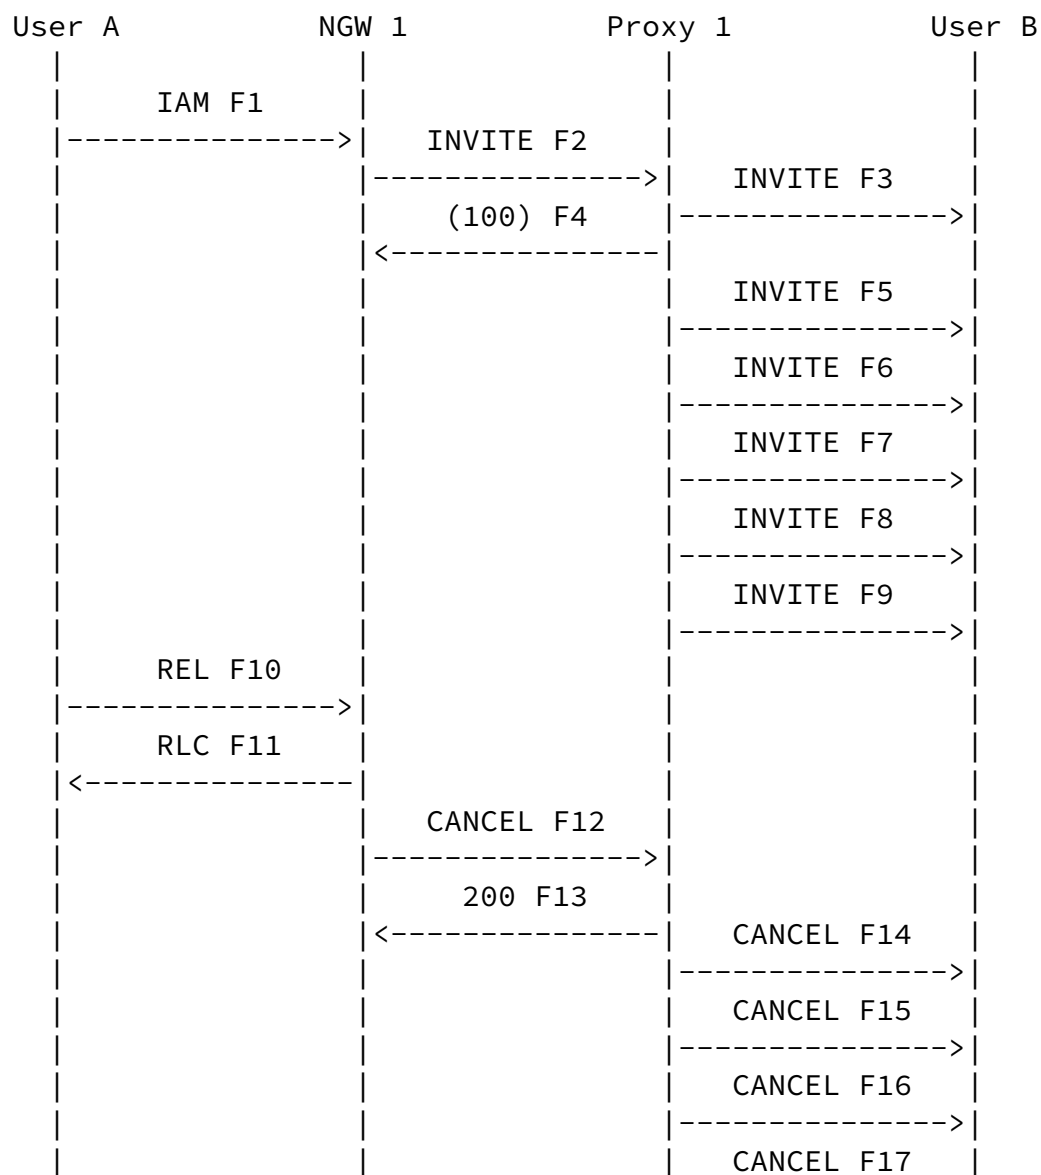 User A NGW 1 Proxy 1 User B
IAM F1
INVITE F2
INVITE F3
(100) F4
INVITE F5
INVITE F6
INVITE F7
INVITE F8
INVITE F9
REL F10
RLC F11
CANCEL F12
200 F13
CANCEL F14
CANCEL F15
CANCEL F16
CANCEL F17